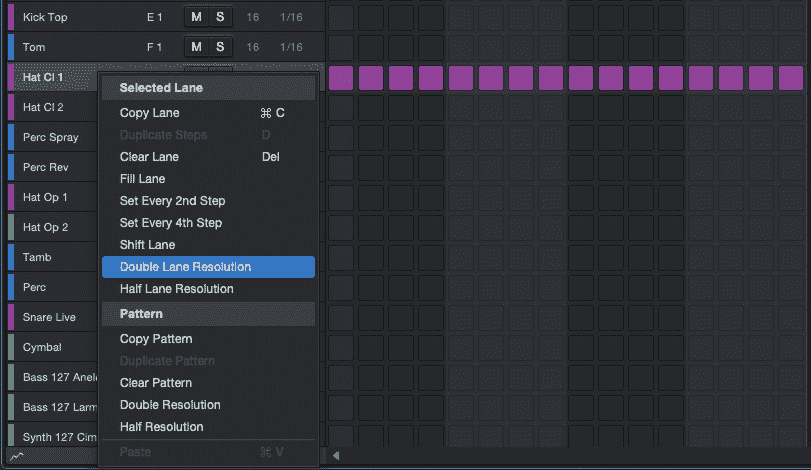 Kick Top E 1 M S 16 1/16
Tom F 1 M S 16 1/16
Hat Cl 1
Selected Lane
Hat Cl 2
Copy Lane ⌘ C
Perc Spray
Duplicate Steps D
Clear Lane Del
Perc Rev
Fill Lane
Hat Op 1
Set Every 2nd Step
Hat Op 2
Set Every 4th Step
Shift Lane
Tamb
Double Lane Resolution
Perc
Half Lane Resolution
Snare Live
Pattern
Cymbal
Copy Pattern
Duplicate Pattern
Bass 127 Anel
Clear Pattern
Bass 127 Larm
Double Resolution
Half Resolution
Synth 127 Cim
Paste ⌘ V